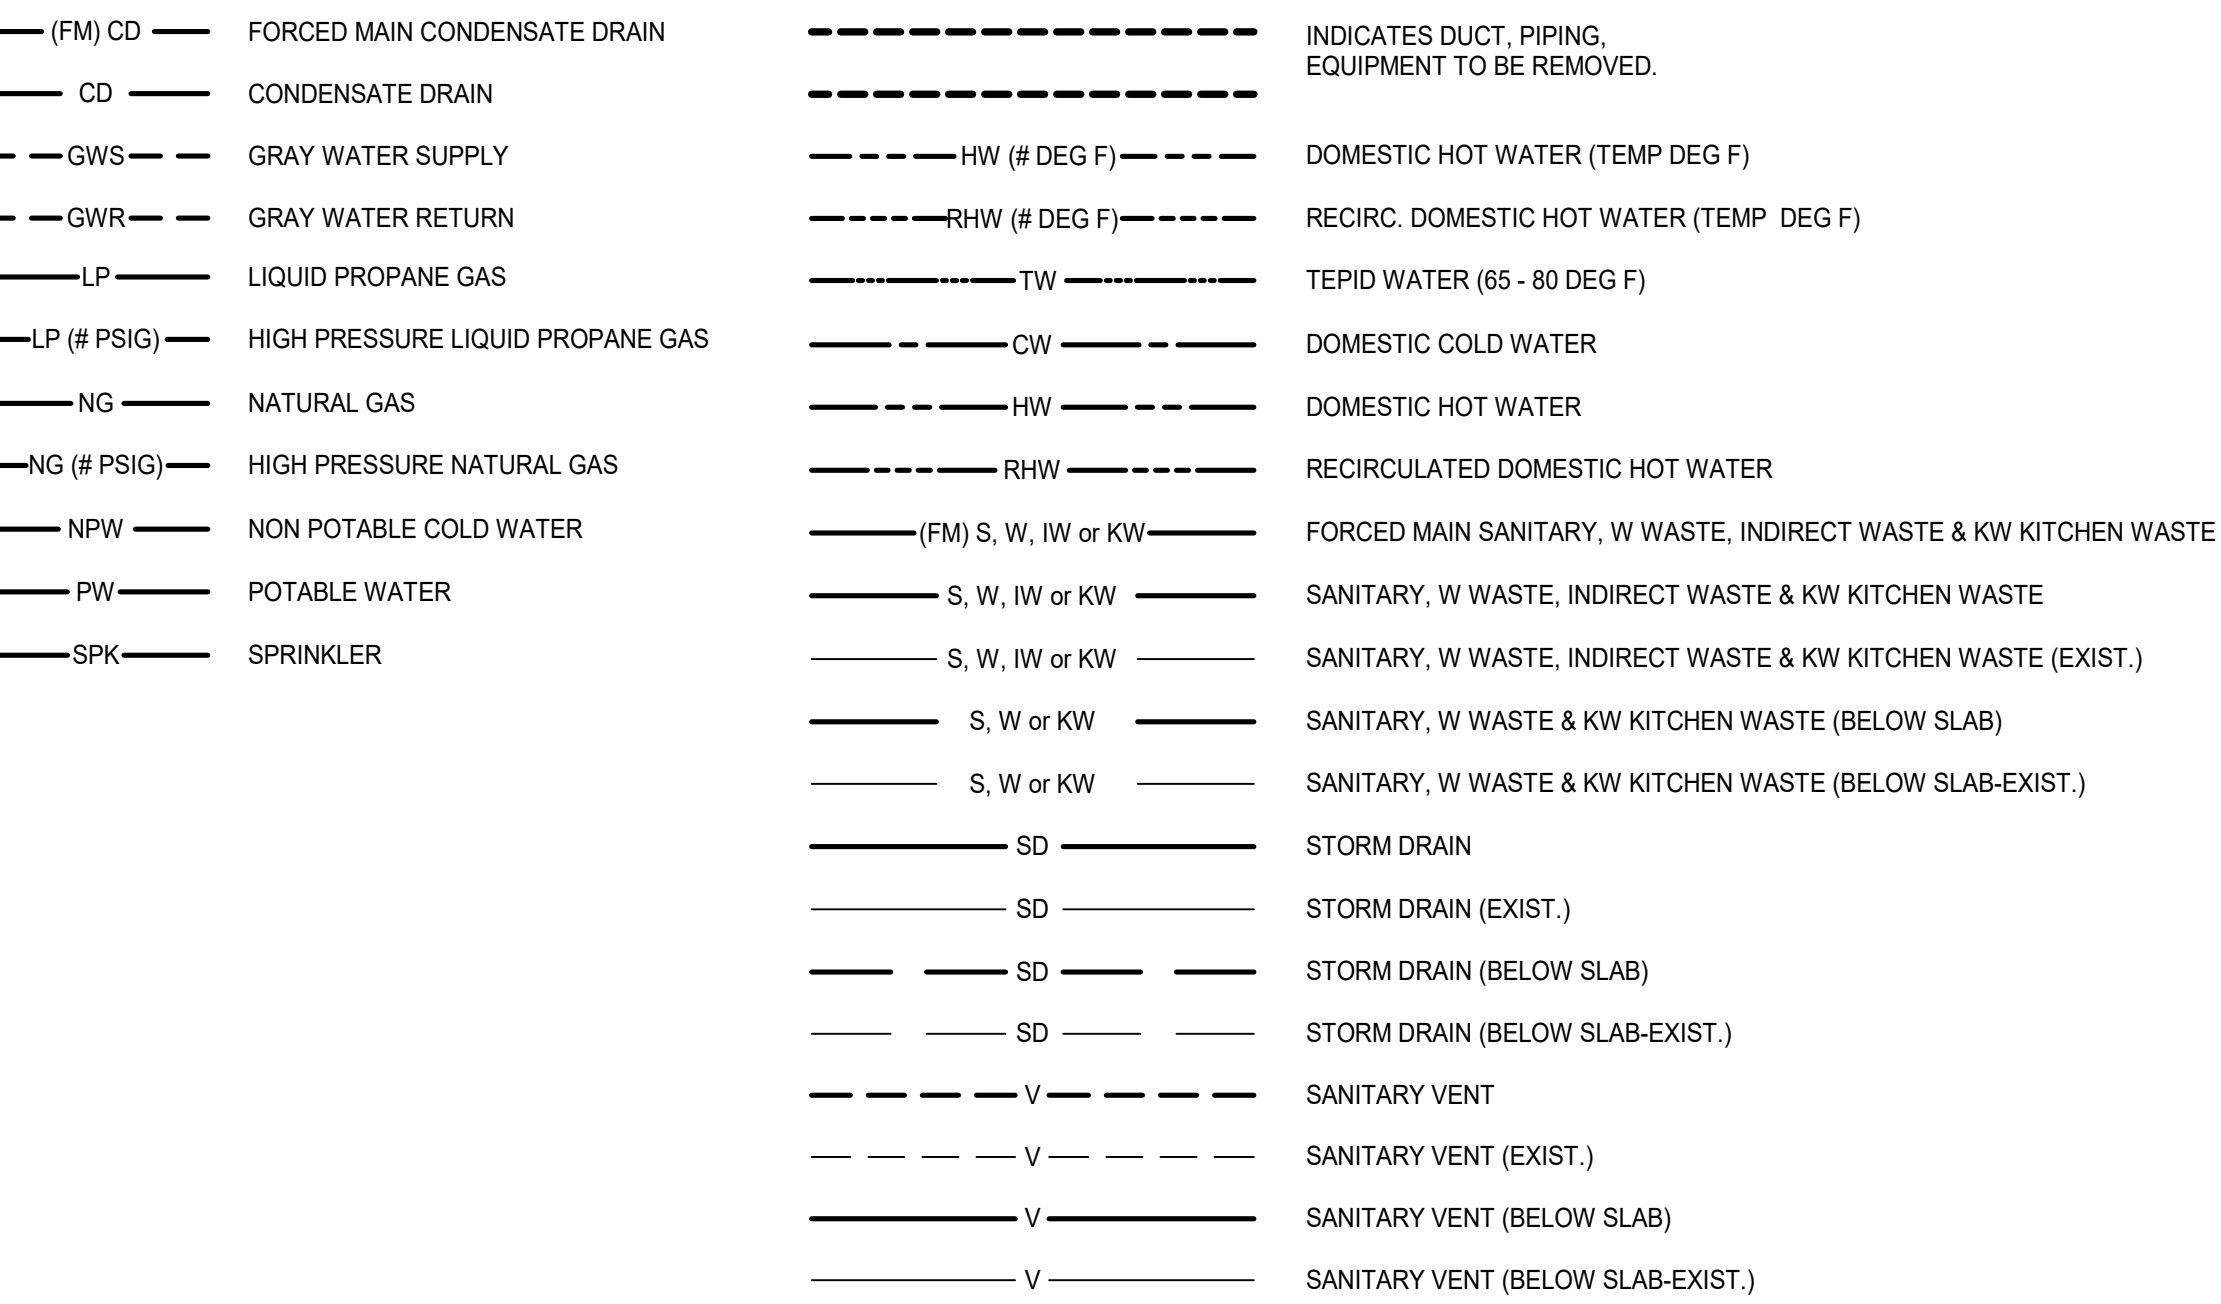 (FM) CD FORCED MAIN CONDENSATE DRAIN
CD CONDENSATE DRAIN
GWS GRAY WATER SUPPLY
GWR GRAY WATER RETURN
LP LIQUID PROPANE GAS
LP (# PSIG) HIGH PRESSURE LIQUID PROPANE GAS
NG NATURAL GAS
NG (# PSIG) HIGH PRESSURE NATURAL GAS
NPW NON POTABLE COLD WATER
PW POTABLE WATER
SPK SPRINKLER
INDICATES DUCT, PIPING,
EQUIPMENT TO BE REMOVED.
HW (# DEG F) DOMESTIC HOT WATER (TEMP DEG F)
RHW (# DEG F) RECIRC. DOMESTIC HOT WATER (TEMP DEG F)
TW TEPID WATER (65 - 80 DEG F)
CW DOMESTIC COLD WATER
HW DOMESTIC HOT WATER
RHW RECIRCULATED DOMESTIC HOT WATER
(FM) S, W, IW or KW FORCED MAIN SANITARY, W WASTE, INDIRECT WASTE & KW KITCHEN WASTE
S, W, IW or KW SANITARY, W WASTE, INDIRECT WASTE & KW KITCHEN WASTE
S, W, IW or KW SANITARY, W WASTE, INDIRECT WASTE & KW KITCHEN WASTE (EXIST.)
S, W or KW SANITARY, W WASTE & KW KITCHEN WASTE (BELOW SLAB)
S, W or KW SANITARY, W WASTE & KW KITCHEN WASTE (BELOW SLAB-EXIST.)
SD STORM DRAIN
SD STORM DRAIN (EXIST.)
SD STORM DRAIN (BELOW SLAB)
SD STORM DRAIN (BELOW SLAB-EXIST.)
V SANITARY VENT
V SANITARY VENT (EXIST.)
V SANITARY VENT (BELOW SLAB)
V SANITARY VENT (BELOW SLAB-EXIST.)